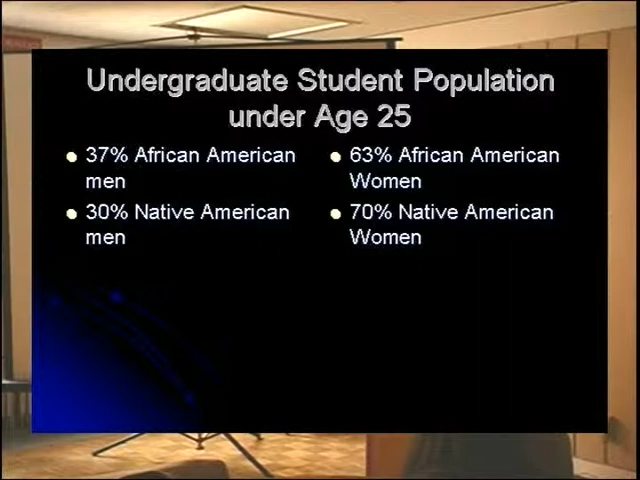 Undergraduate Student Population
under Age 25
37% African American
men
30% Native American
men
63% African American
Women
70% Native American
Women